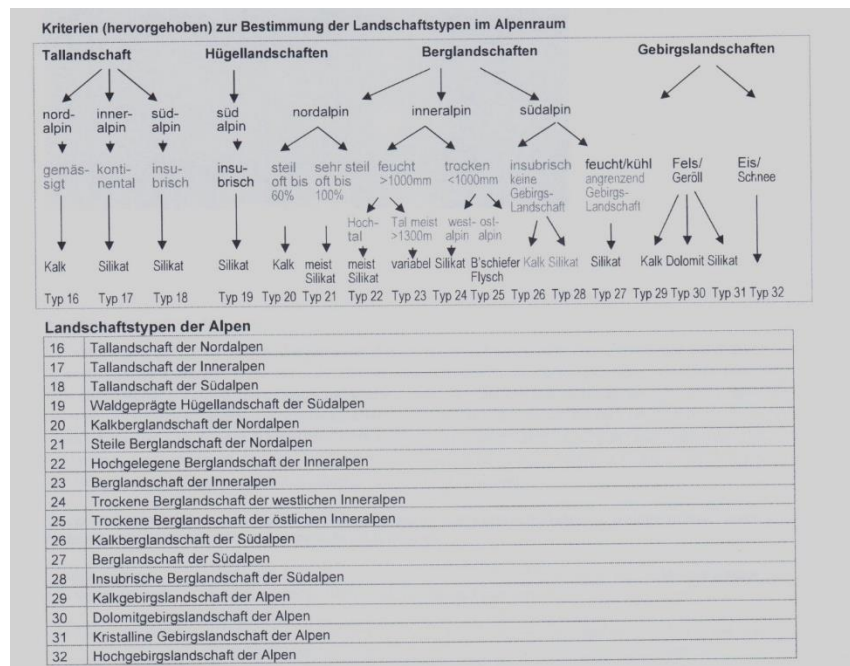 Kriterien (hervorgehoben) zur Bestimmung der Landschaftstypen im Alpenraum
Tallandschaft Hügellandschaften Berglandschaften Gebirgslandschaften
nord- inner- süd- süd nordalpin inneralpin südalpin
alpin alpin alpin alpin
gemäs- konti- insu- insu- steil sehr steil feucht trocken insubrisch feucht/kühl Fels/ Eis/
sigt nental brisch brisch oft bis oft bis >1000mm <1000mm keine angrenzend Geröll Schnee
60% 100% Gebirgs- Gebirgs-
Landschaft Landschaft
Hoch- Tal meist west- ost-
tal >1300m alpin alpin
Kalk Silikat Silikat Silikat Kalk meist meist variabel Silikat B'schiefer Kalk Silikat Silikat Kalk Dolomit Silikat
Silikat Silikat Flysch
Typ 16 Typ 17 Typ 18 Typ 19 Typ 20 Typ 21 Typ 22 Typ 23 Typ 24 Typ 25 Typ 26 Typ 28 Typ 27 Typ 29 Typ 30 Typ 31 Typ 32
Landschaftstypen der Alpen
16 Tallandschaft der Nordalpen
17 Tallandschaft der Inneralpen
18 Tallandschaft der Südalpen
19 Waldgeprägte Hügellandschaft der Südalpen
20 Kalkberglandschaft der Nordalpen
21 Steile Berglandschaft der Nordalpen
22 Hochgelegene Berglandschaft der Inneralpen
23 Berglandschaft der Inneralpen
24 Trockene Berglandschaft der westlichen Inneralpen
25 Trockene Berglandschaft der östlichen Inneralpen
26 Kalkberglandschaft der Südalpen
27 Berglandschaft der Südalpen
28 Insubrische Berglandschaft der Südalpen
29 Kalkgebirgslandschaft der Alpen
30 Dolomitgebirgslandschaft der Alpen
31 Kristalline Gebirgslandschaft der Alpen
32 Hochgebirgslandschaft der Alpen